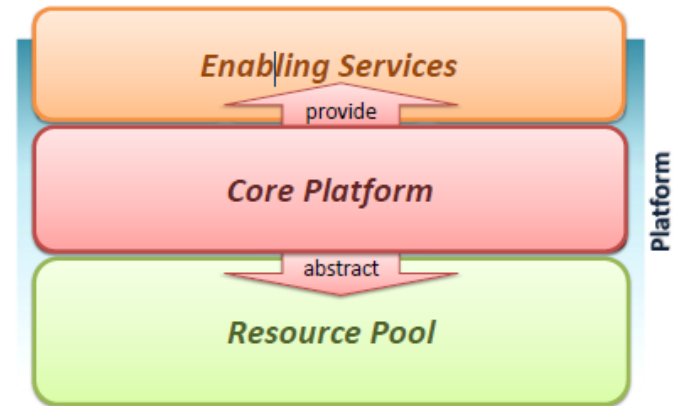 Enabling Services
provide
Core Platform
Platform
abstract
Resource Pool